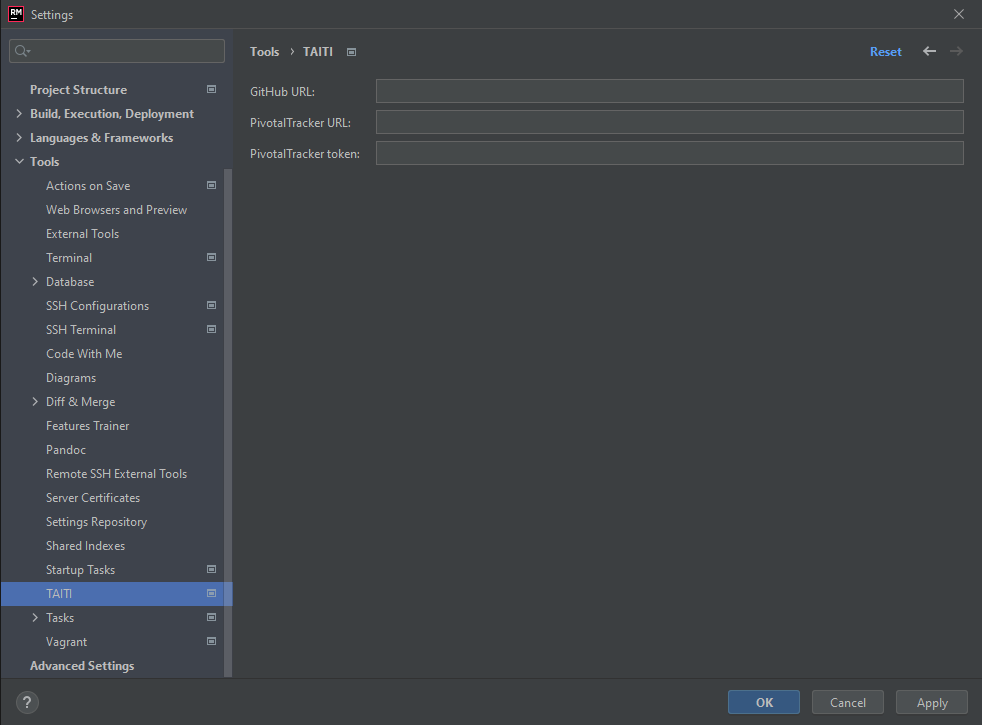 RM Settings
Project Structure
Build, Execution, Deployment
Languages & Frameworks
Tools
Actions on Save
Web Browsers and Preview
External Tools
Terminal
Database
SSH Configurations
SSH Terminal
Code With Me
Diagrams
Diff & Merge
Features Trainer
Pandoc
Remote SSH External Tools
Server Certificates
Settings Repository
Shared Indexes
Startup Tasks
TAITI
Tasks
Vagrant
Advanced Settings
Tools › TAITI
Reset
GitHub URL:
PivotalTracker URL:
PivotalTracker token:
?
OK
Cancel
Apply